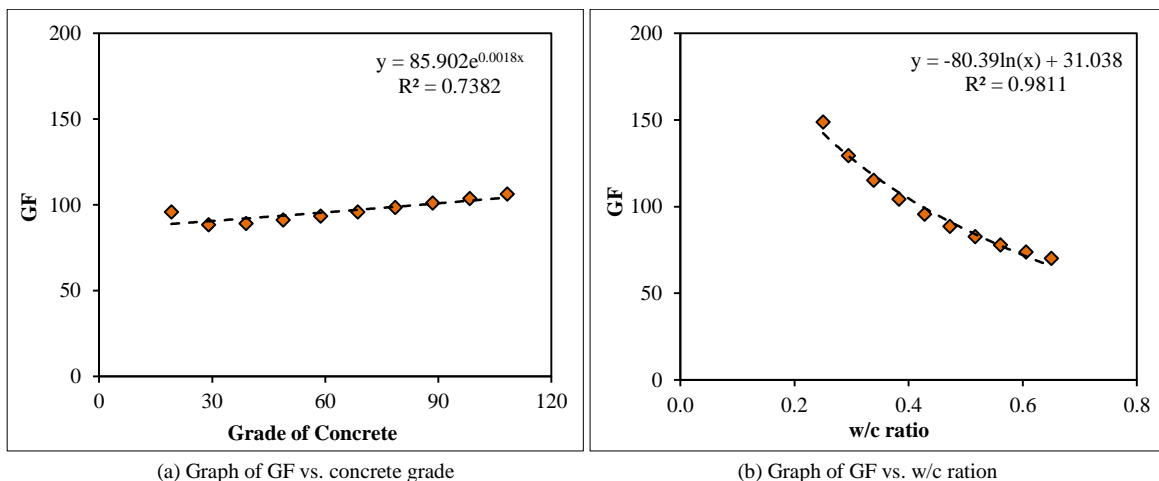 200
150
100
50
0
GF
y = 85.902e^0.0018x
R² = 0.7382
0 30 60 90 120
Grade of Concrete
(a) Graph of GF vs. concrete grade
200
150
100
50
0
GF
y = -80.39ln(x) + 31.038
R² = 0.9811
0.0 0.2 0.4 0.6 0.8
w/c ratio
(b) Graph of GF vs. w/c ration